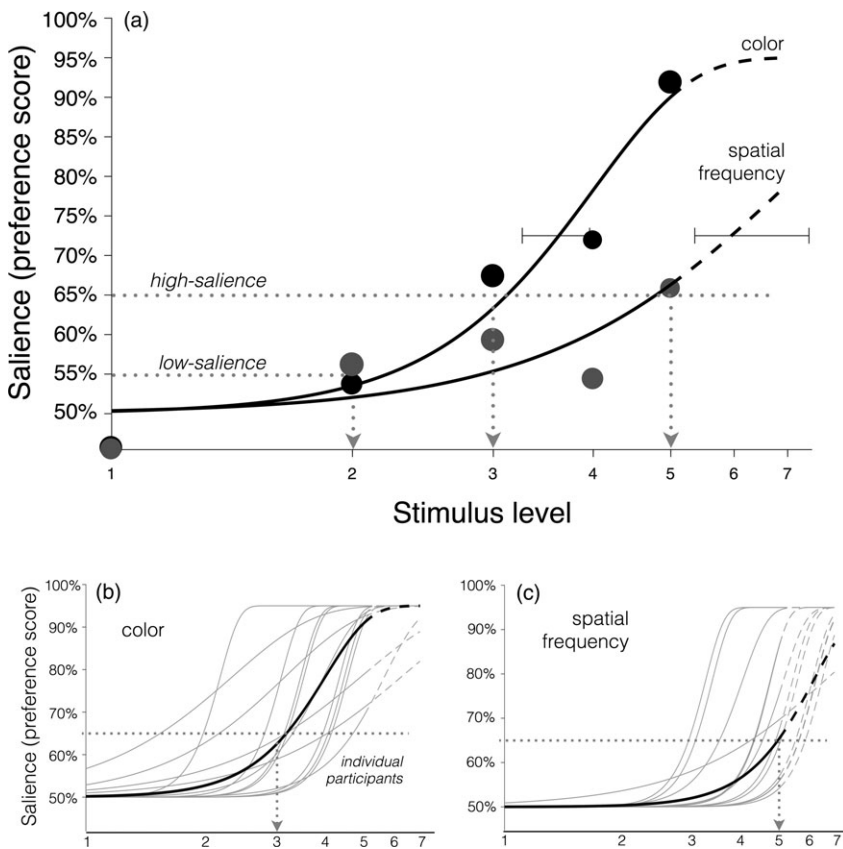 (a)
Salience (preference score)
100%
95%
90%
85%
80%
75%
70%
65%
60%
55%
50%
color
spatial
frequency
high-salience
low-salience
1 2 3 4 5 6 7
Stimulus level
(b)
Salience (preference score)
100%
90%
80%
70%
60%
50%
color
individual
participants
1 2 3 4 5 6 7
(c)
100%
90%
80%
70%
60%
50%
spatial
frequency
1 2 3 4 5 6 7